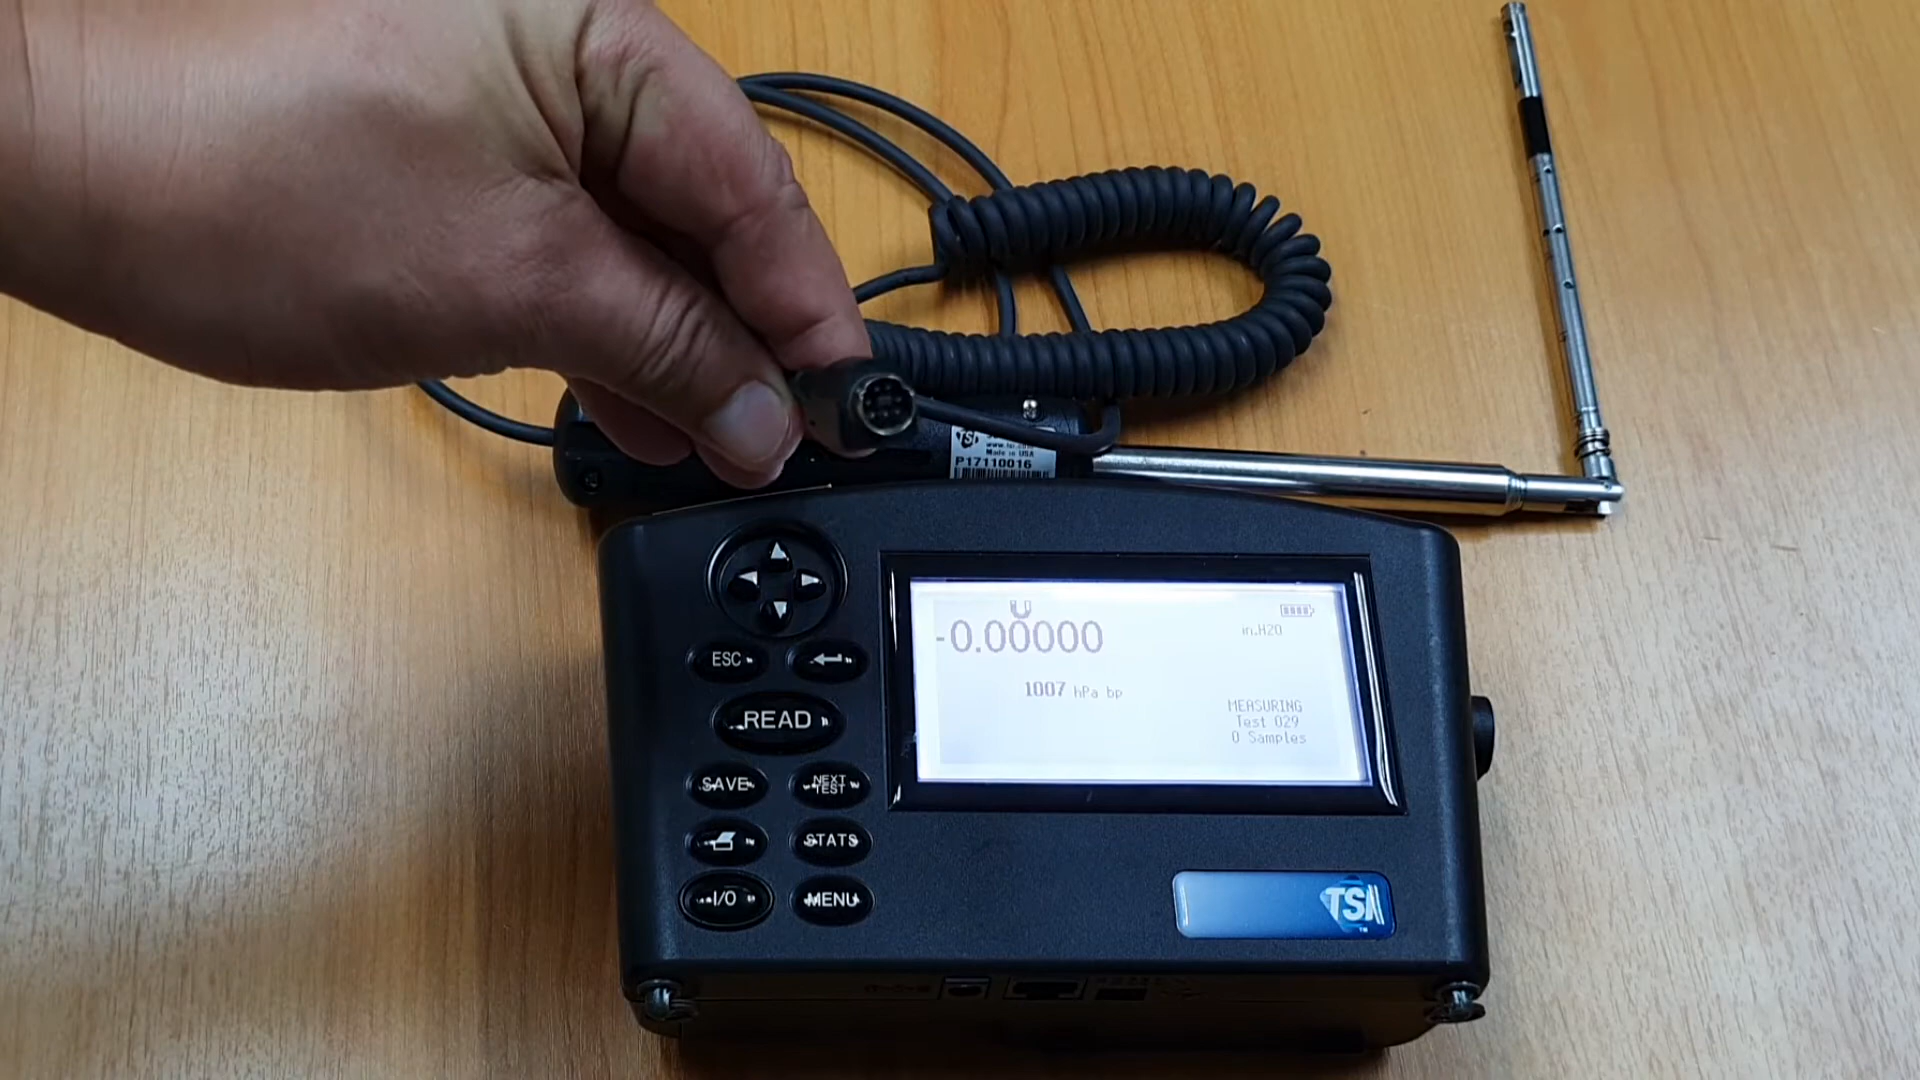 TSI
Made in USA
P17110016
-0.00000
in.H2O
1007 hPa bp
MEASURING
Test 029
0 Samples
ESC
READ
SAVE
NEXT
TEST
STATS
I/O
MENU
TSI